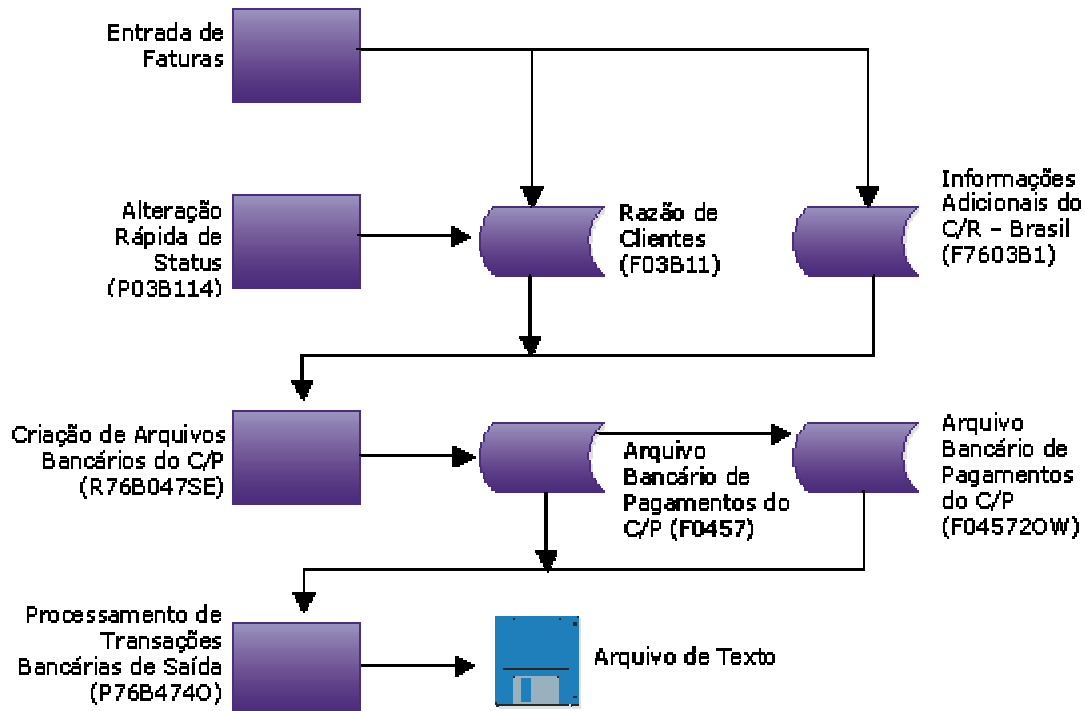 Entrada de
Faturas
Alteração
Rápida de
Status
(P03B114)
Razão de
Clientes
(F03B11)
Informações
Adicionais do
C/R – Brasil
(F7603B1)
Criação de Arquivos
Bancários do C/P
(R76B047SE)
Arquivo
Bancário de
Pagamentos do
C/P (F0457)
Arquivo
Bancário de
Pagamentos
do C/P
(F04572OW)
Processamento de
Transações
Bancárias de Saída
(P76B474O)
Arquivo de Texto